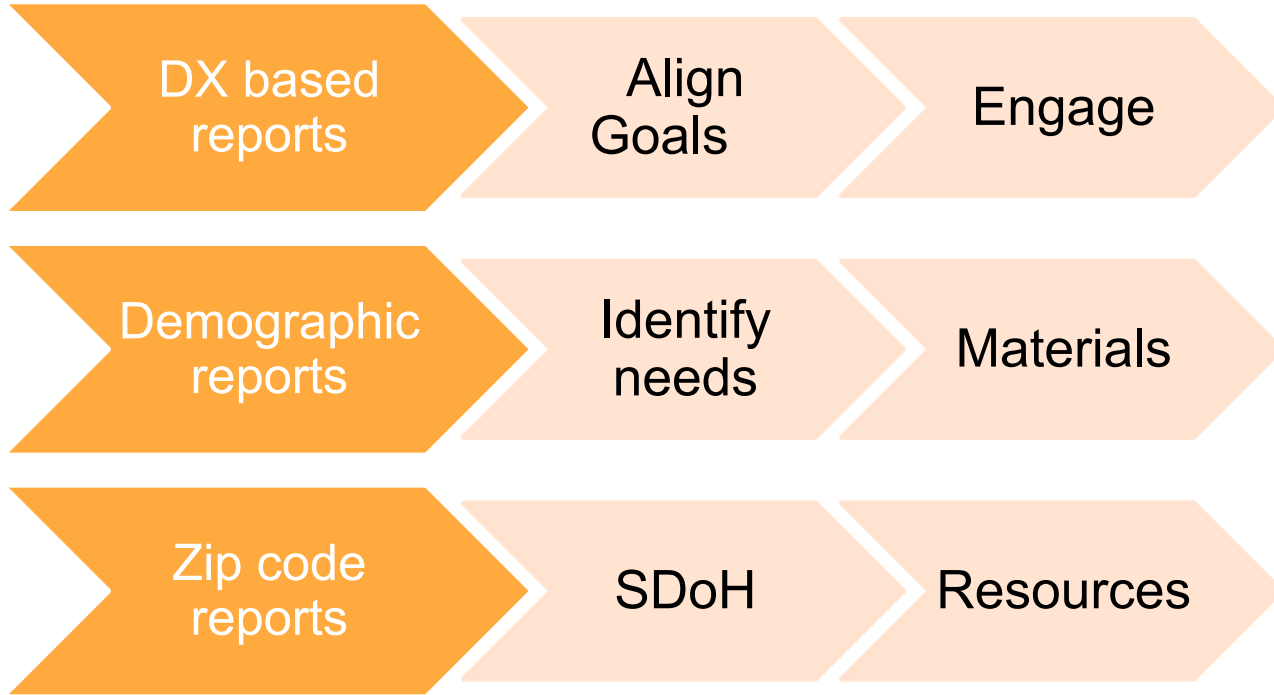 DX based
reports
Align
Goals
Engage
Demographic
reports
Identify
needs
Materials
Zip code
reports
SDoH
Resources